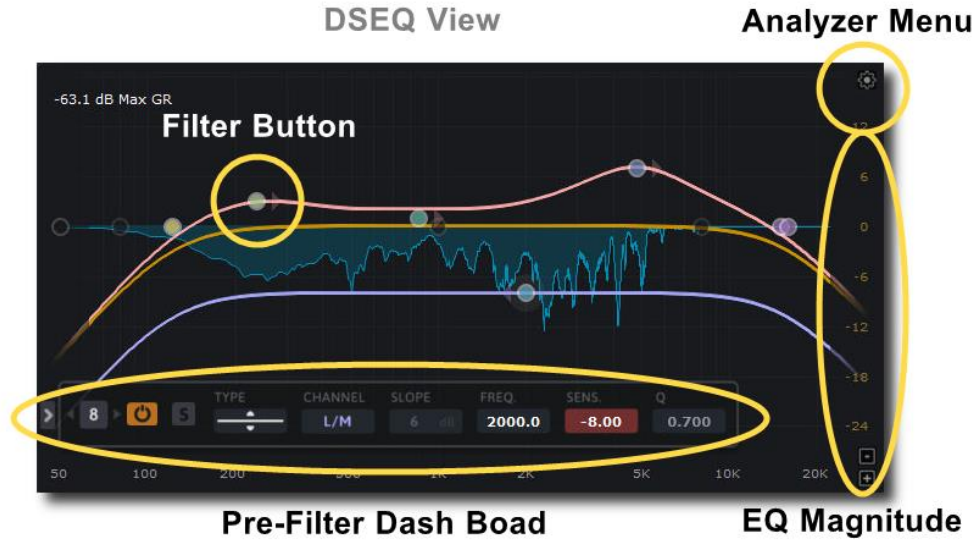 DSEQ View
Analyzer Menu
-63.1 dB Max GR
Filter Button
12
6
0
-6
-12
-18
-24
TYPE CHANNEL SLOPE FREQ. SENS. Q
8 S L/M 6 dB 2000.0 -8.00 0.700
50 100 200 500 1K 2K 5K 10K 20K
- 
+
Pre-Filter Dash Boad
EQ Magnitude